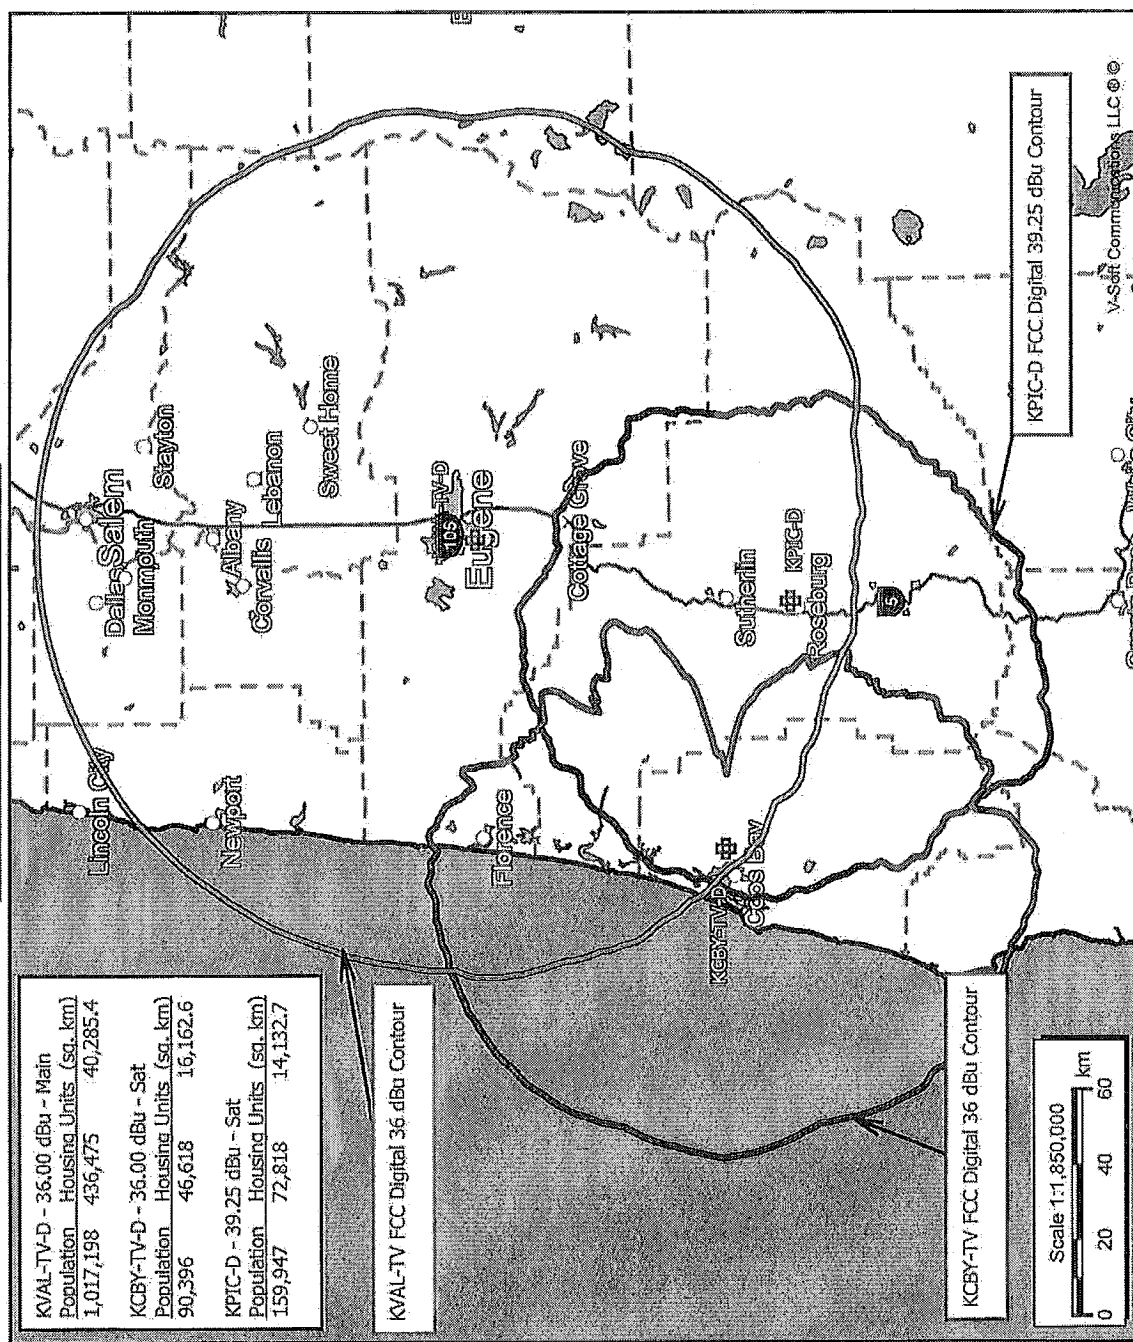 KVAL-TV-D - 36.00 dBu - Main
Population Housing Units (sq. km)
1,017,198 436,475 40,285.4
KCBY-TV-D - 36.00 dBu - Sat
Population Housing Units (sq. km)
90,396 46,618 16,162.6
KPIC-D - 39.25 dBu - Sat
Population Housing Units (sq. km)
159,947 72,818 14,132.7
KVAL-TV FCC Digital 36 dBu Contour
KCBY-TV FCC Digital 36 dBu Contour
KPIC-D FCC Digital 39.25 dBu Contour
Scale 1:1,850,000
0 20 40 60
km
V-Soft Communications LLC ® ©
Lincoln City
Newport
Dallas
Salem
Monmouth
Stayton
Albany
Corvallis
Lebanon
Sweet Home
TV-D
Eugene
Florence
Cottage Grove
Sutherlin
KPIC-D
Roseburg
5
KCBY-TV-D
Coos Bay